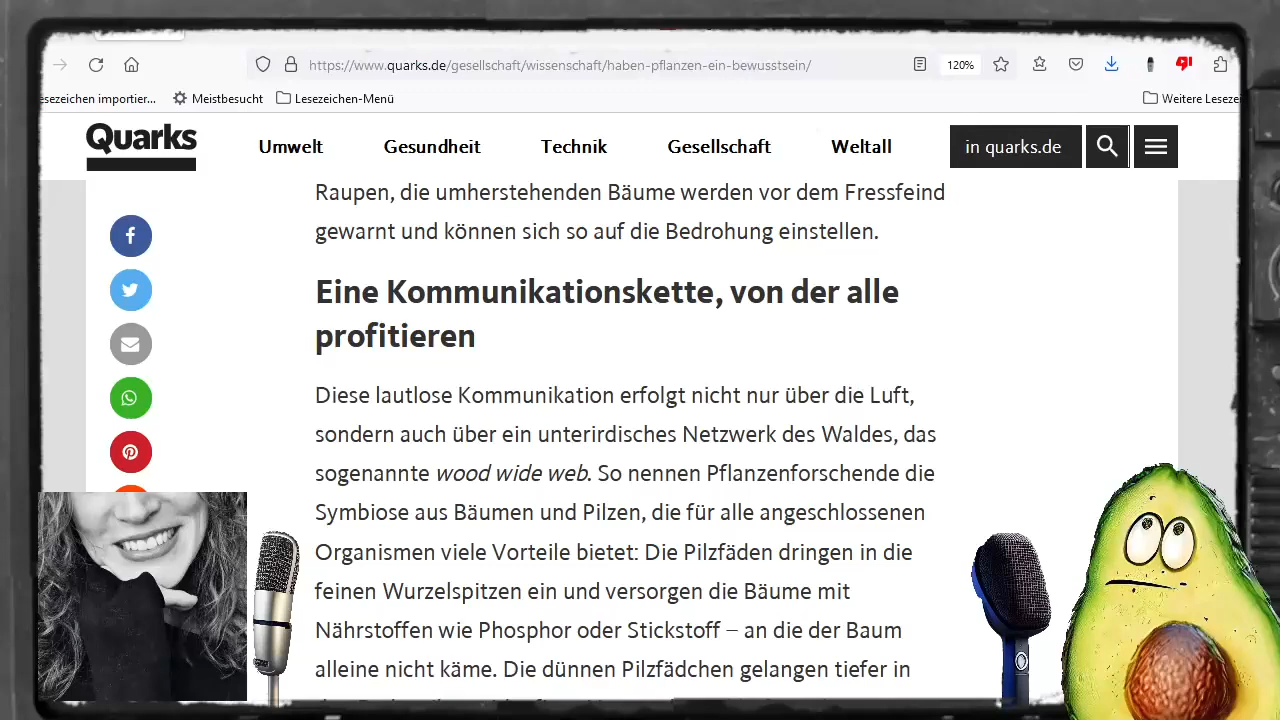 https://www.quarks.de/gesellschaft/wissenschaft/haben-pflanzen-ein-bewusstsein/
120%
esezeichen importier...
Meistbesucht
Lesezeichen-Menü
Weitere Leseze
Quarks
Umwelt
Gesundheit
Technik
Gesellschaft
Weltall
in quarks.de
Raupen, die umherstehenden Bäume werden vor dem Fressfeind
gewarnt und können sich so auf die Bedrohung einstellen.
Eine Kommunikationskette, von der alle
profitieren
Diese lautlose Kommunikation erfolgt nicht nur über die Luft,
sondern auch über ein unterirdisches Netzwerk des Waldes, das
sogenannte wood wide web. So nennen Pflanzenforschende die
Symbiose aus Bäumen und Pilzen, die für alle angeschlossenen
Organismen viele Vorteile bietet: Die Pilzfäden dringen in die
feinen Wurzelspitzen ein und versorgen die Bäume mit
Nährstoffen wie Phosphor oder Stickstoff – an die der Baum
alleine nicht käme. Die dünnen Pilzfädchen gelangen tiefer in